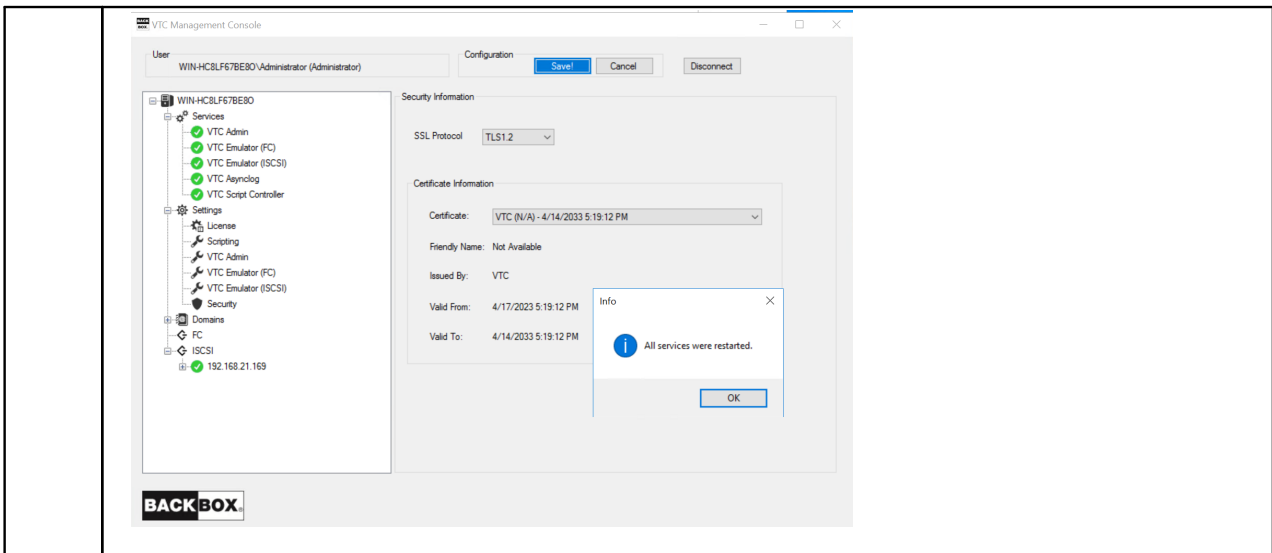 VTC Management Console
User
WIN-HC8LF67BE8O\Administrator (Administrator)
Configuration
Save!
Cancel
Disconnect
WIN-HC8LF67BE8O
Services
VTC Admin
VTC Emulator (FC)
VTC Emulator (ISCSI)
VTC Asynclog
VTC Script Controller
Settings
License
Scripting
VTC Admin
VTC Emulator (FC)
VTC Emulator (ISCSI)
Security
Domains
FC
ISCSI
192.168.21.169
Security Information
SSL Protocol TLS1.2
Certificate Information
Certificate: VTC (N/A) - 4/14/2033 5:19:12 PM
Friendly Name: Not Available
Issued By: VTC
Valid From: 4/17/2023 5:19:12 PM
Valid To: 4/14/2033 5:19:12 PM
Info
All services were restarted.
OK
BACKBOX®